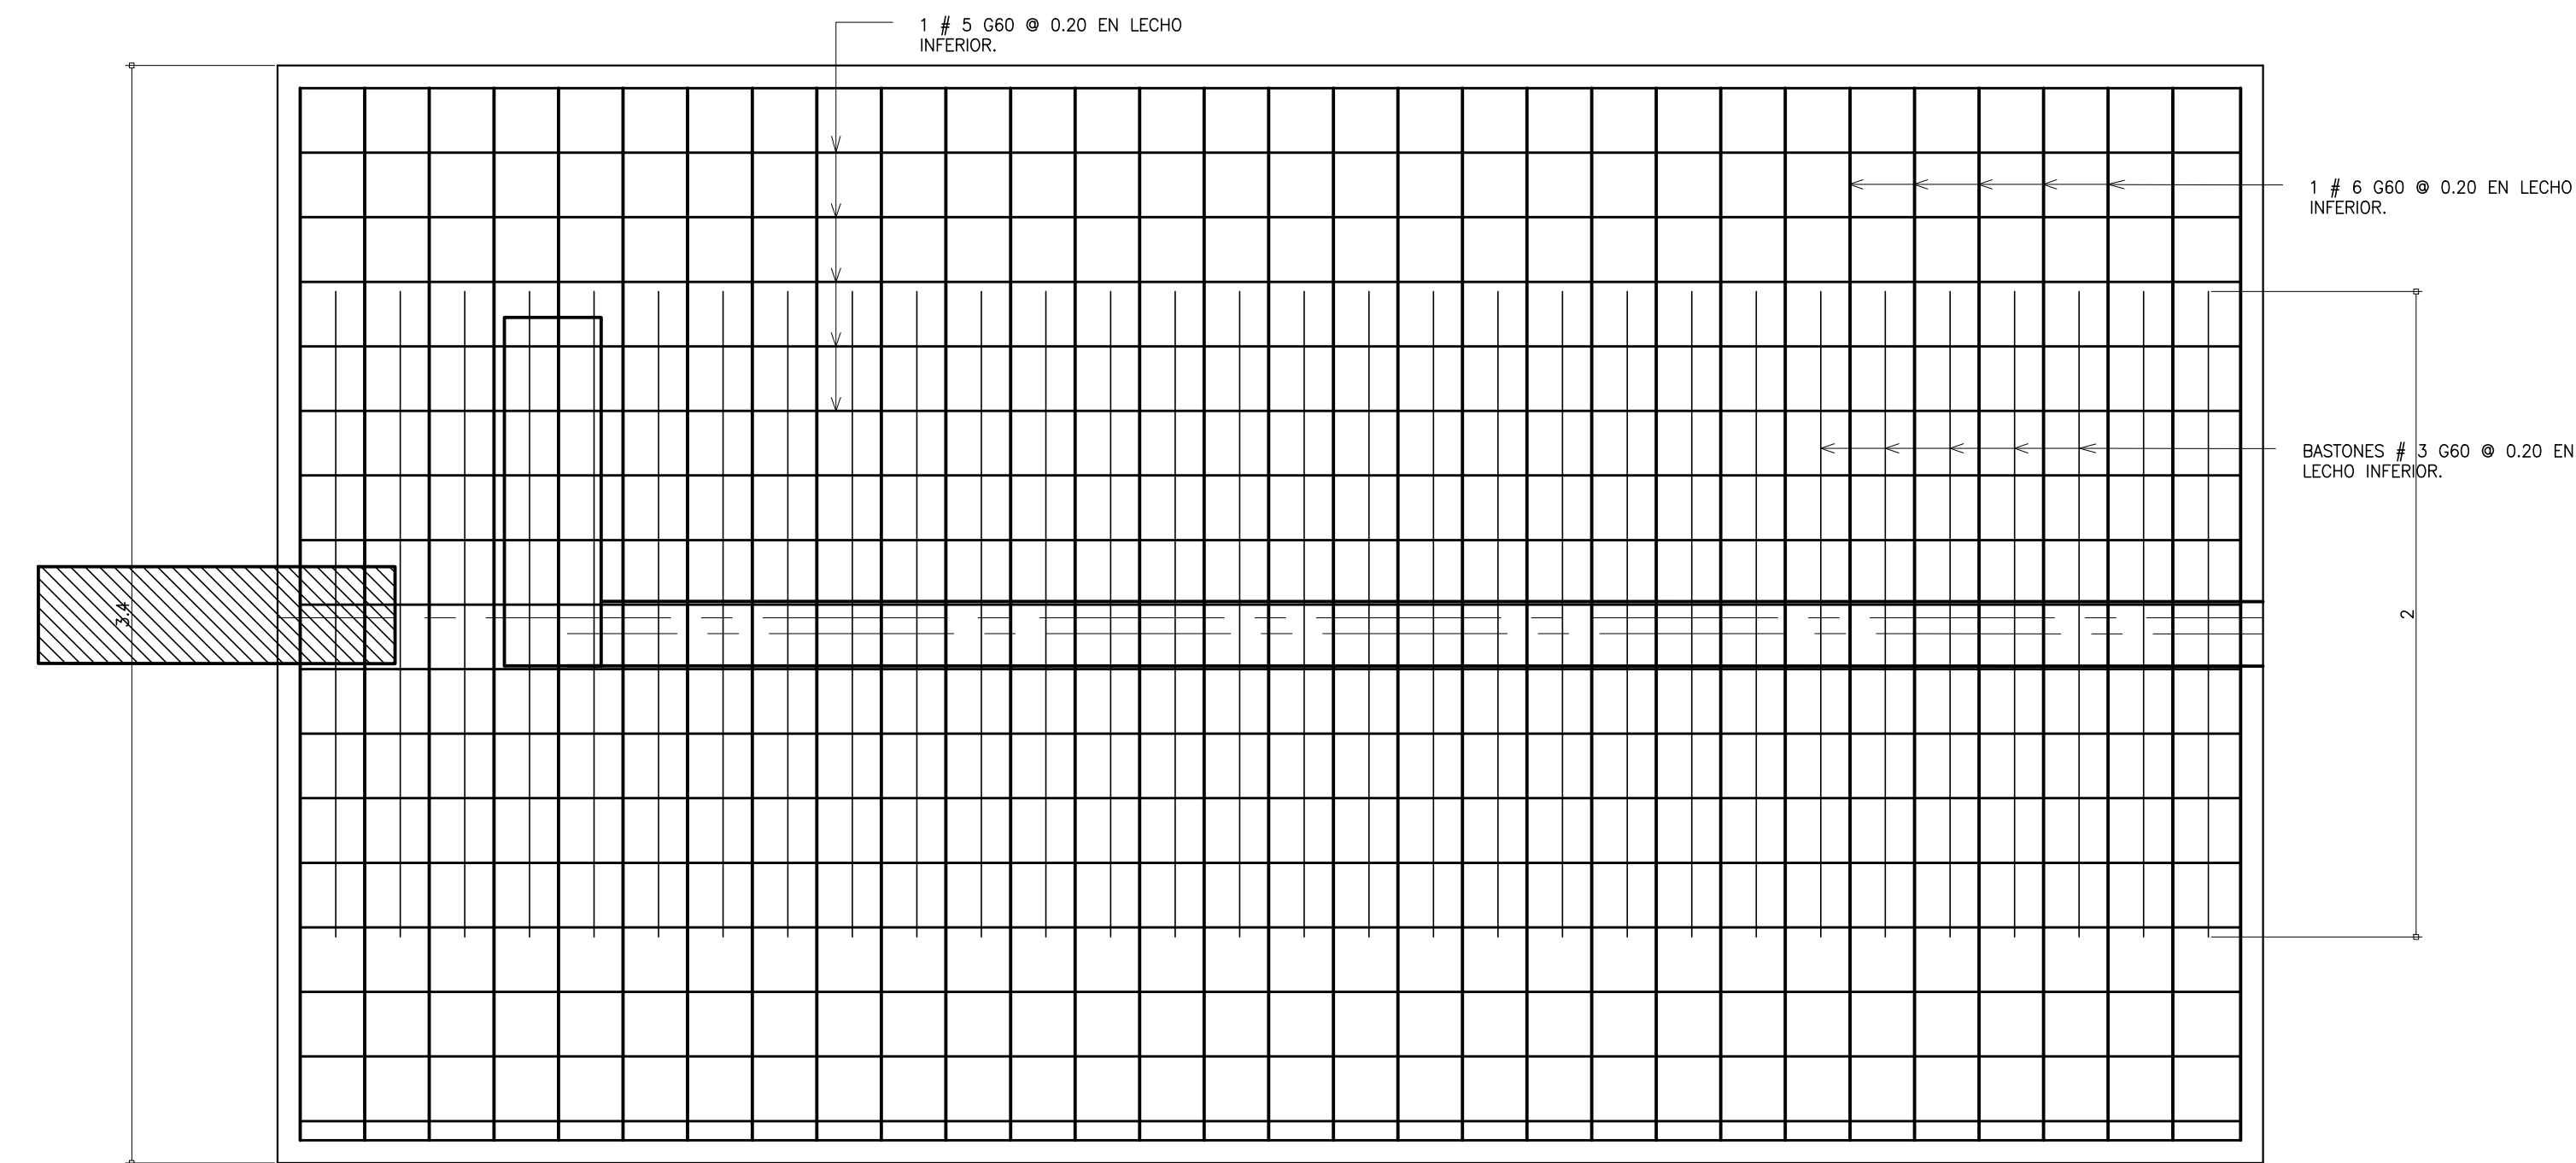 1 # 5 G60 @ 0.20 EN LECHO
INFERIOR.
1 # 6 G60 @ 0.20 EN LECHO
INFERIOR.
BASTONES # 3 G60 @ 0.20 EN
LECHO INFERIOR.
3.4
2